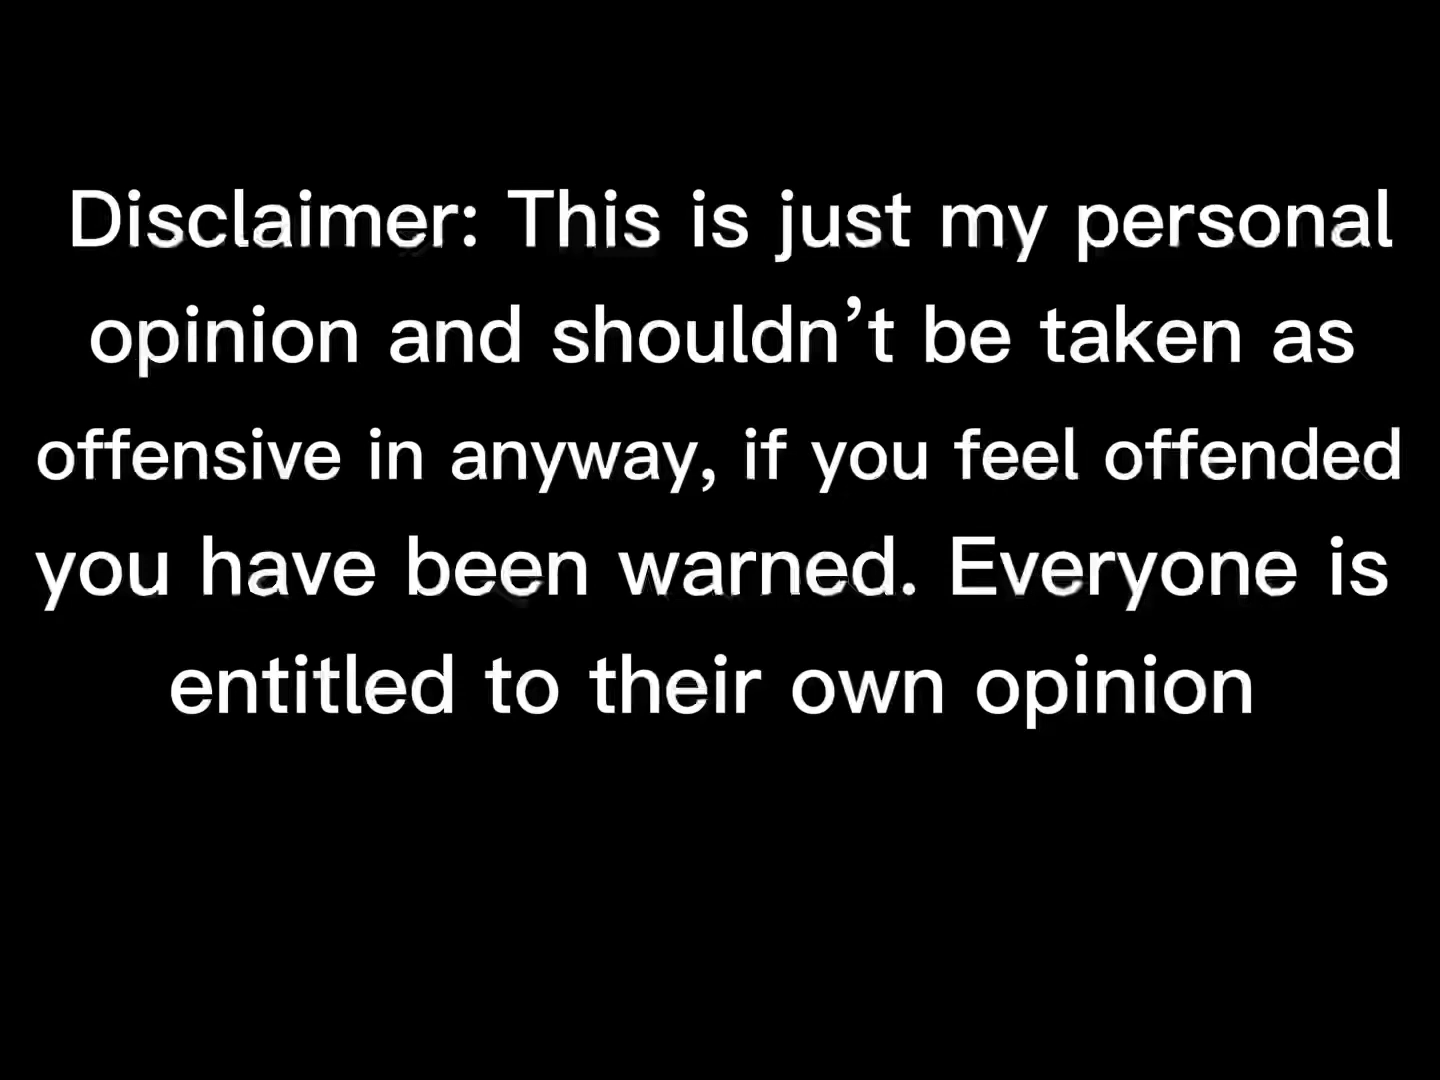 Disclaimer: This is just my personal
opinion and shouldn’t be taken as
offensive in anyway, if you feel offended
you have been warned. Everyone is
entitled to their own opinion